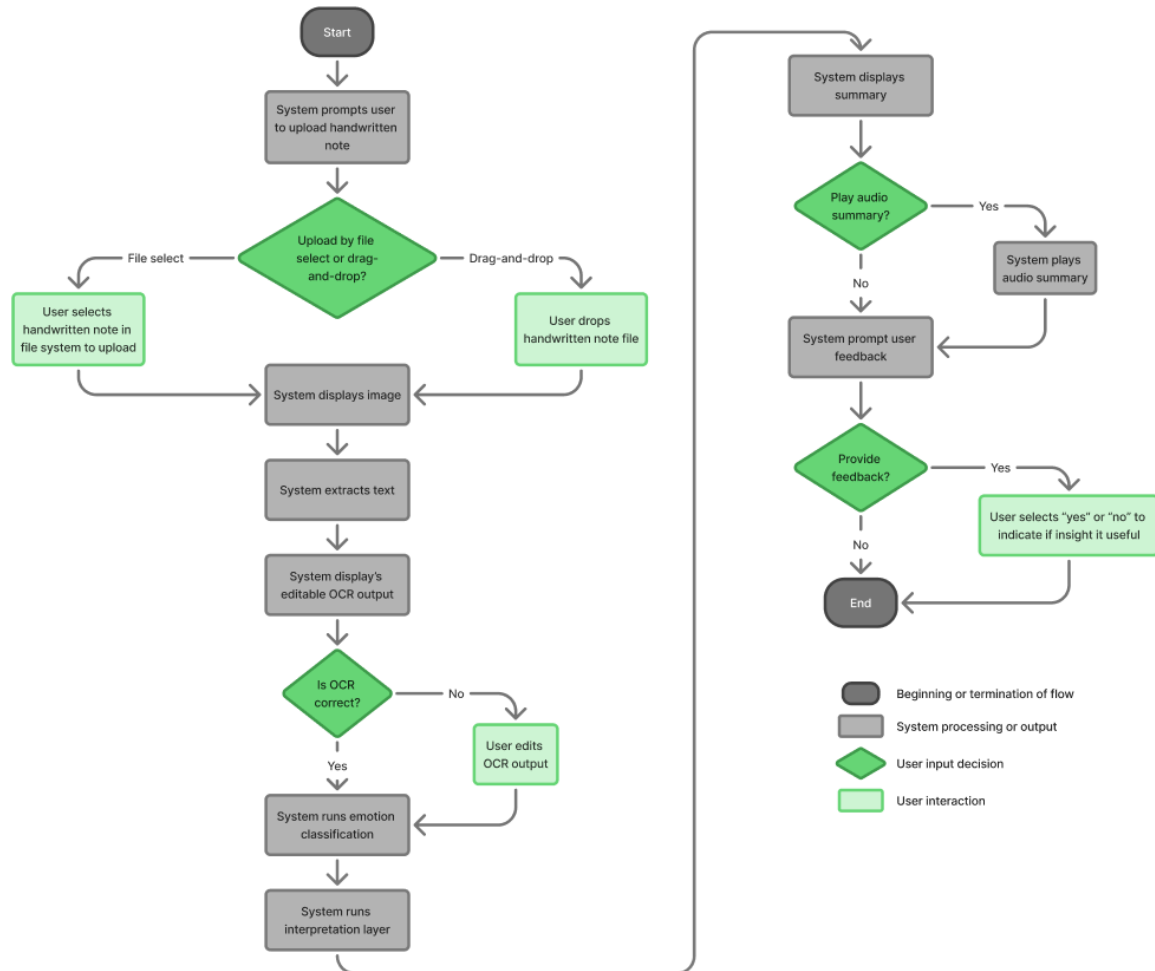 Start
System prompts user
to upload handwritten
note
Upload by file
select or drag-
and-drop?
File select
Drag-and-drop
User selects
handwritten note in
file system to upload
User drops
handwritten note file
System displays image
System extracts text
System display's
editable OCR output
Is OCR
correct?
No
User edits
OCR output
Yes
System runs emotion
classification
System runs
interpretation layer
System displays
summary
Play audio
summary?
Yes
System plays
audio summary
No
System prompt user
feedback
Provide
feedback?
Yes
User selects “yes” or “no” to
indicate if insight it useful
No
End
Beginning or termination of flow
System processing or output
User input decision
User interaction